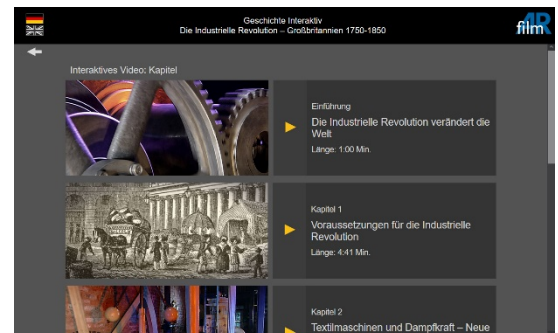 Geschichte Interaktiv
Die Industrielle Revolution – Großbritannien 1750-1850
4R
film
Interaktives Video: Kapitel
Einführung
Die Industrielle Revolution verändert die
Welt
Länge: 1:00 Min.
Kapitel 1
Voraussetzungen für die Industrielle
Revolution
Länge: 4:41 Min.
Kapitel 2
Textilmaschinen und Dampfkraft – Neue